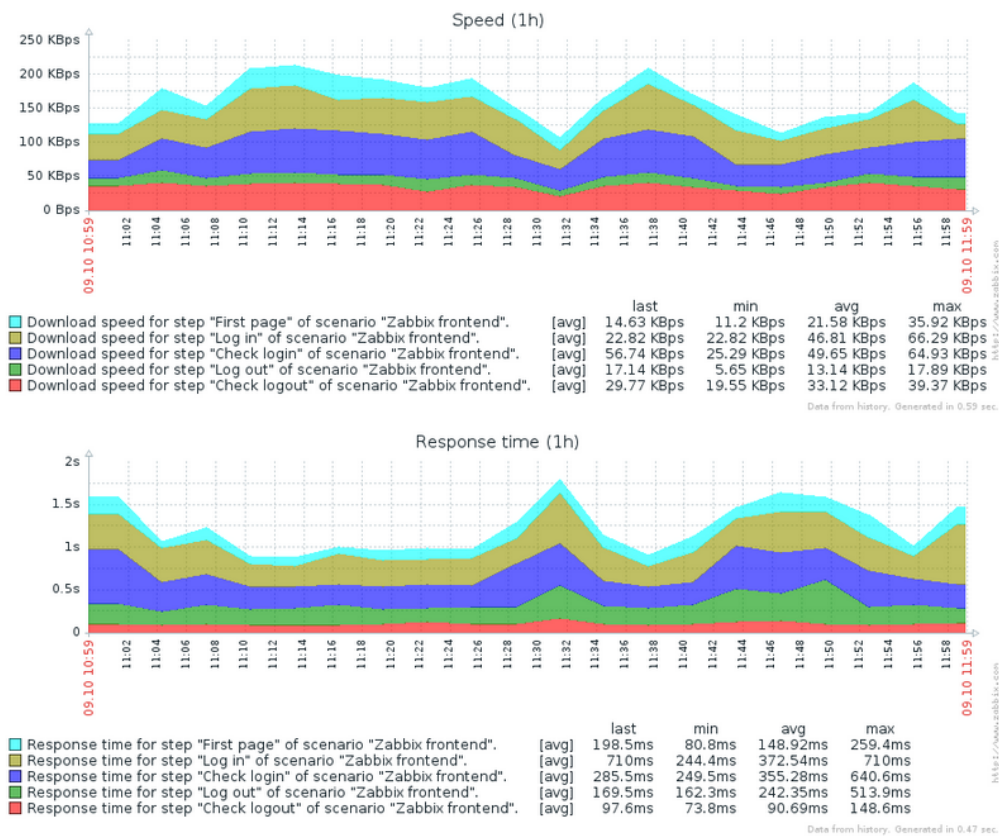 Speed (1h)
250 KBps
200 KBps
150 KBps
100 KBps
50 KBps
0 Bps
09.10 10:59 11:02 11:04 11:06 11:08 11:10 11:12 11:14 11:16 11:18 11:20 11:22 11:24 11:26 11:28 11:30 11:32 11:34 11:36 11:38 11:40 11:42 11:44 11:46 11:48 11:50 11:52 11:54 11:56 11:58 09.10 11:59
http://www.zabbix.com
last min avg max
Download speed for step "First page" of scenario "Zabbix frontend". [avg] 14.63 KBps 11.2 KBps 21.58 KBps 35.92 KBps
Download speed for step "Log in" of scenario "Zabbix frontend". [avg] 22.82 KBps 22.82 KBps 46.81 KBps 66.29 KBps
Download speed for step "Check login" of scenario "Zabbix frontend". [avg] 56.74 KBps 25.29 KBps 49.65 KBps 64.93 KBps
Download speed for step "Log out" of scenario "Zabbix frontend". [avg] 17.14 KBps 5.65 KBps 13.14 KBps 17.89 KBps
Download speed for step "Check logout" of scenario "Zabbix frontend". [avg] 29.77 KBps 19.55 KBps 33.12 KBps 39.37 KBps
Data from history. Generated in 0.59 sec.
Response time (1h)
2s
1.5s
1s
0.5s
0
09.10 10:59 11:02 11:04 11:06 11:08 11:10 11:12 11:14 11:16 11:18 11:20 11:22 11:24 11:26 11:28 11:30 11:32 11:34 11:36 11:38 11:40 11:42 11:44 11:46 11:48 11:50 11:52 11:54 11:56 11:58 09.10 11:59
http://www.zabbix.com
last min avg max
Response time for step "First page" of scenario "Zabbix frontend". [avg] 198.5ms 80.8ms 148.92ms 259.4ms
Response time for step "Log in" of scenario "Zabbix frontend". [avg] 710ms 244.4ms 372.54ms 710ms
Response time for step "Check login" of scenario "Zabbix frontend". [avg] 285.5ms 249.5ms 355.28ms 640.6ms
Response time for step "Log out" of scenario "Zabbix frontend". [avg] 169.5ms 162.3ms 242.35ms 513.9ms
Response time for step "Check logout" of scenario "Zabbix frontend". [avg] 97.6ms 73.8ms 90.69ms 148.6ms
Data from history. Generated in 0.47 sec.